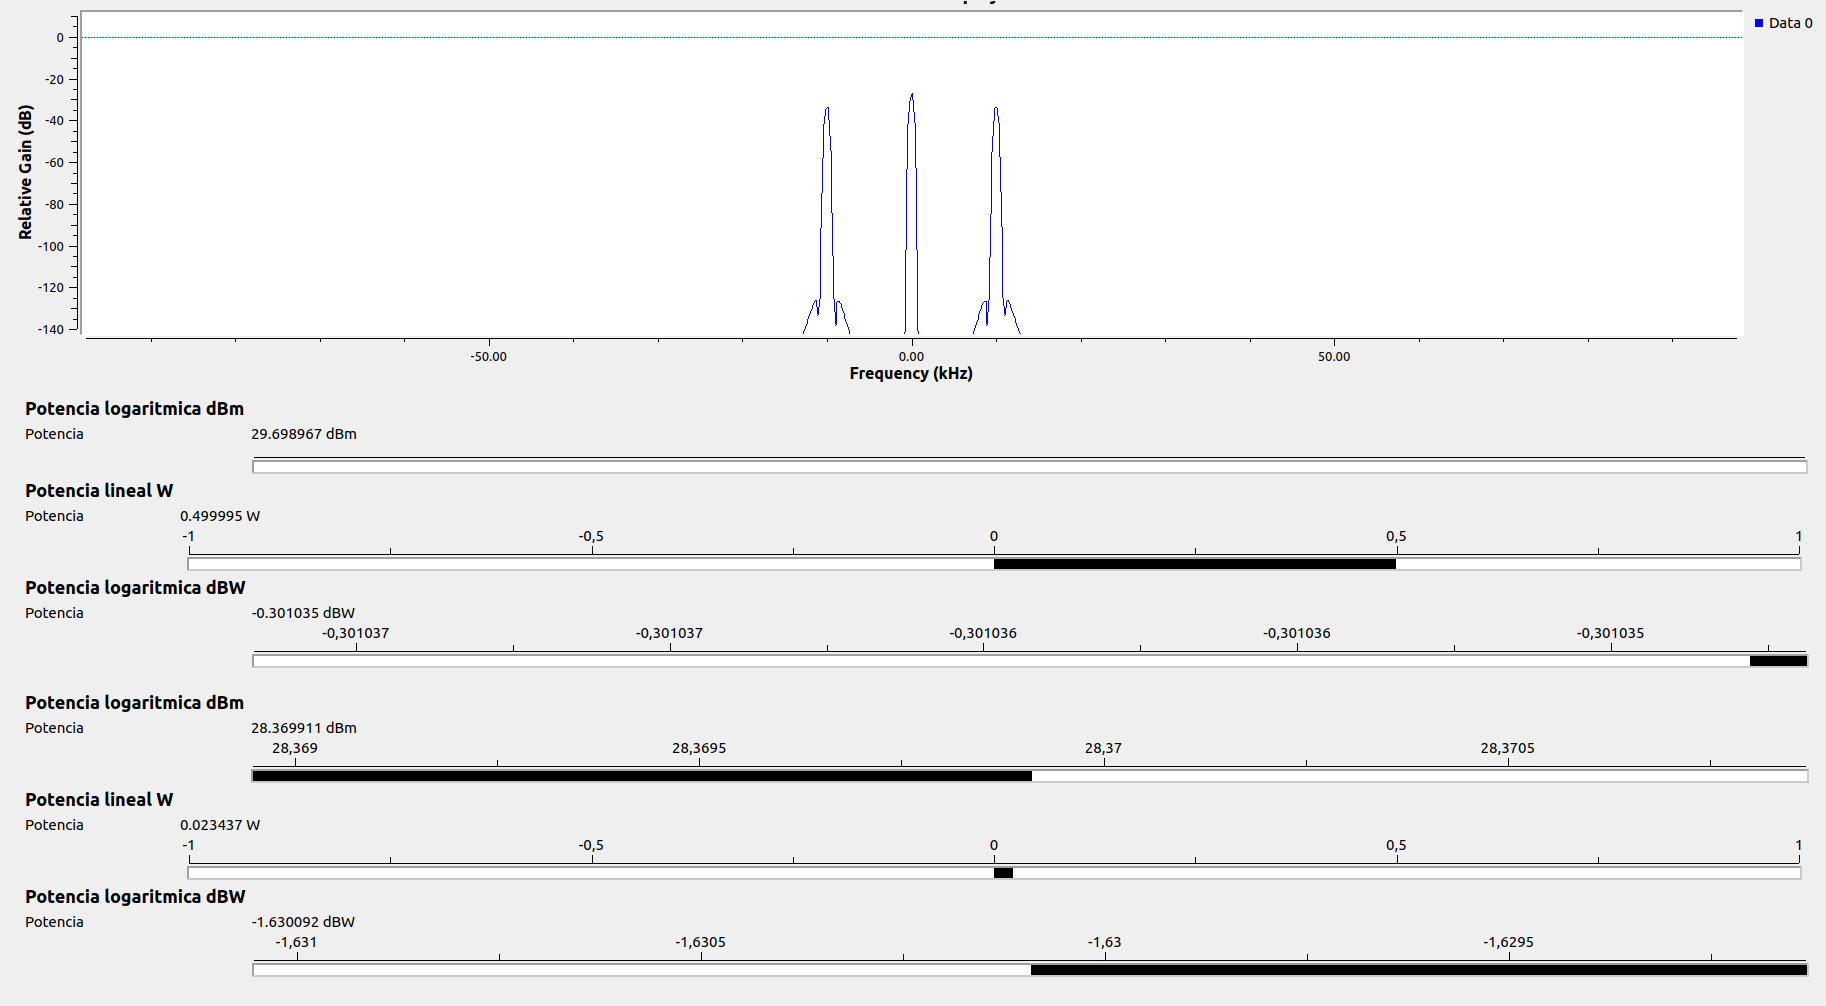 Data 0
0
-20
-40
-60
-80
-100
-120
-140
Relative Gain (dB)
-50.00 0.00 50.00
Frequency (kHz)
Potencia logaritmica dBm
Potencia 29.698967 dBm
Potencia lineal W
Potencia 0.499995 W
-1 -0,5 0 0,5 1
Potencia logaritmica dBW
Potencia -0.301035 dBW
-0,301037 -0,301037 -0,301036 -0,301036 -0,301035
Potencia logaritmica dBm
Potencia 28.369911 dBm
28,369 28,3695 28,37 28,3705
Potencia lineal W
Potencia 0.023437 W
-1 -0,5 0 0,5 1
Potencia logaritmica dBW
Potencia -1.630092 dBW
-1,631 -1,6305 -1,63 -1,6295